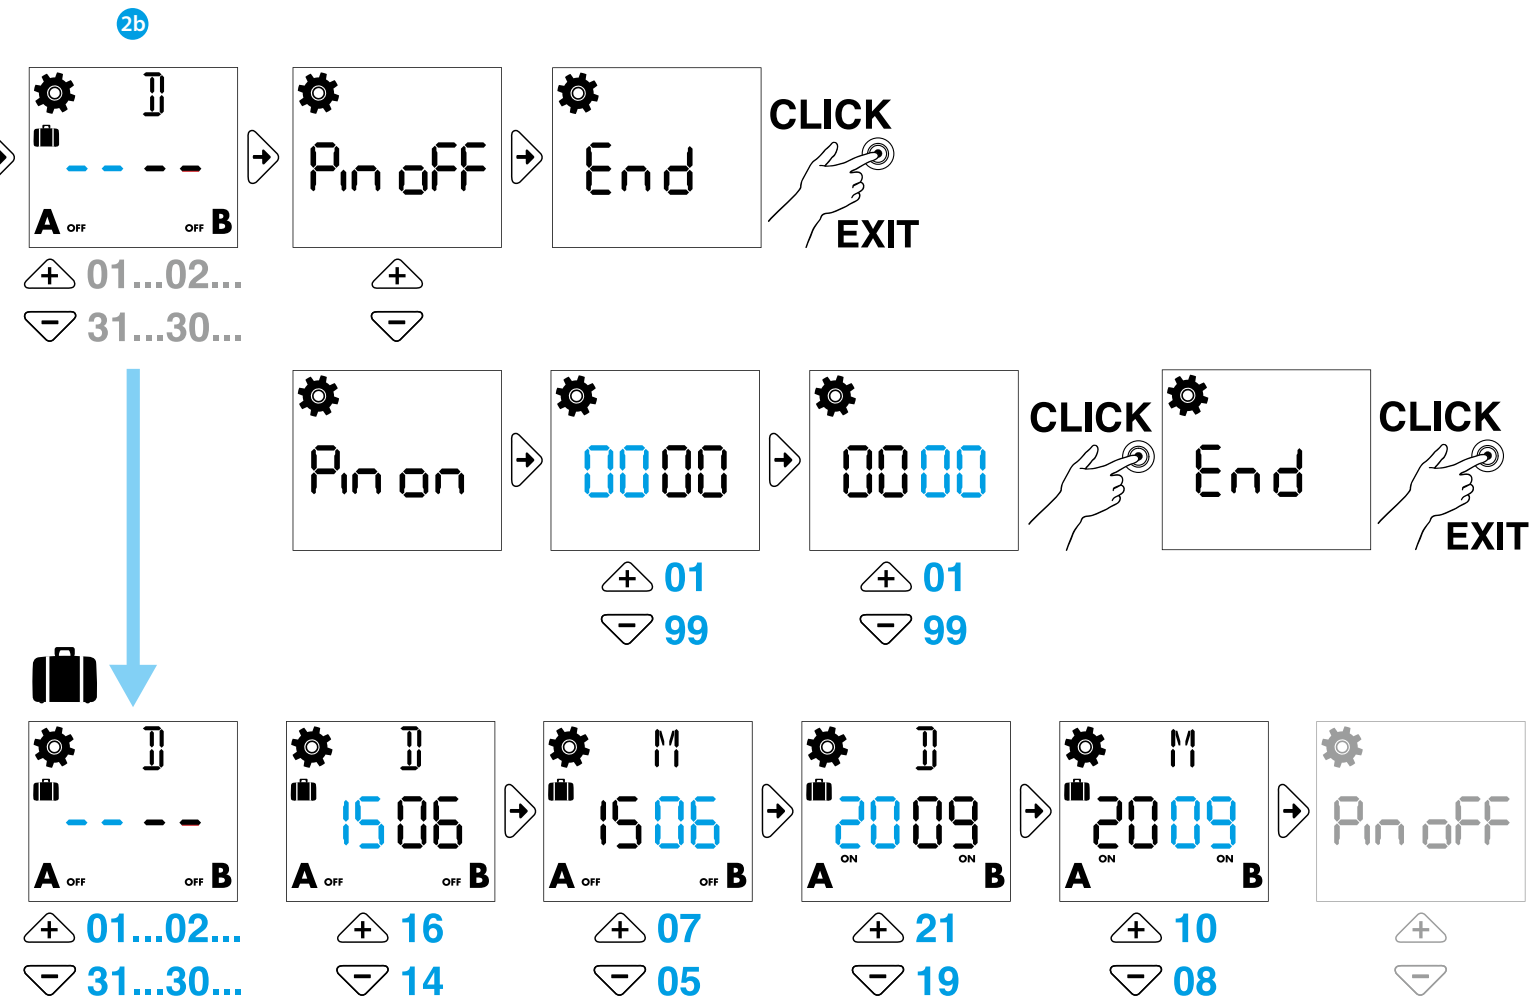 2b
D
-- --
A OFF OFF B
+ 01...02...
- 31...30...
Pin oFF
+
-
End
CLICK
EXIT
Pin on
0000
+ 01
- 99
0000
+ 01
- 99
CLICK
End
CLICK
EXIT
D
-- --
A OFF OFF B
+ 01...02...
- 31...30...
D
1506
A OFF OFF B
+ 16
- 14
M
1506
A OFF OFF B
+ 07
- 05
D
2009
ON ON
A B
+ 21
- 19
M
2009
ON ON
A B
+ 10
- 08
Pin oFF
+
-